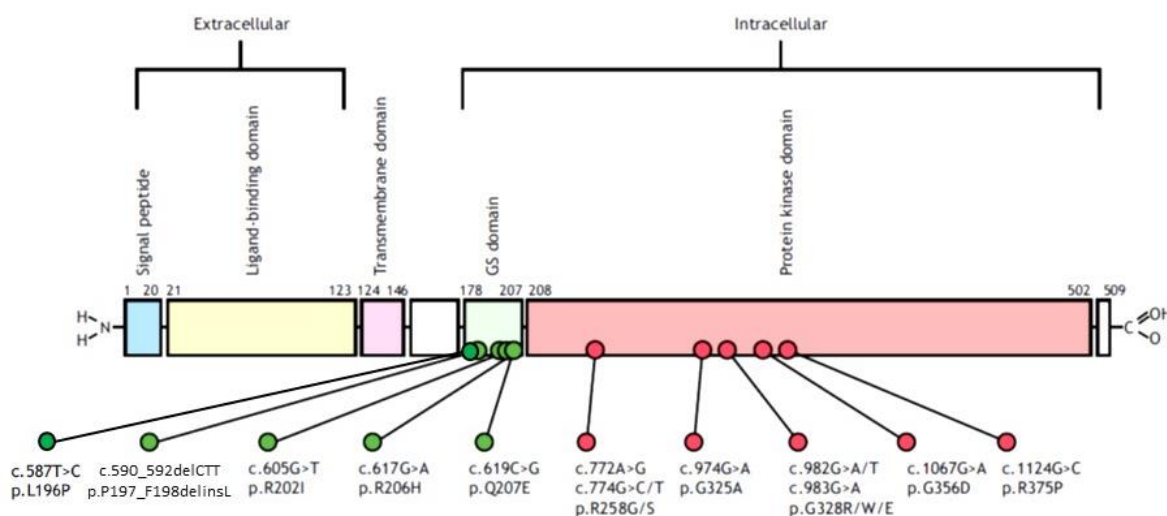 Extracellular
Intracellular
Signal peptide
Ligand-binding domain
Transmembrane domain
GS domain
Protein kinase domain
1 20 21 123 124 146 178 207 208 502 509
H
H N
C OH
O
c.587T>C
p.L196P
c.590_592delCTT
p.P197_F198delinsL
c.605G>T
p.R202I
c.617G>A
p.R206H
c.619C>G
p.Q207E
c.772A>G
c.774G>C/T
p.R258G/S
c.974G>A
p.G325A
c.982G>A/T
c.983G>A
p.G328R/W/E
c.1067G>A
p.G356D
c.1124G>C
p.R375P